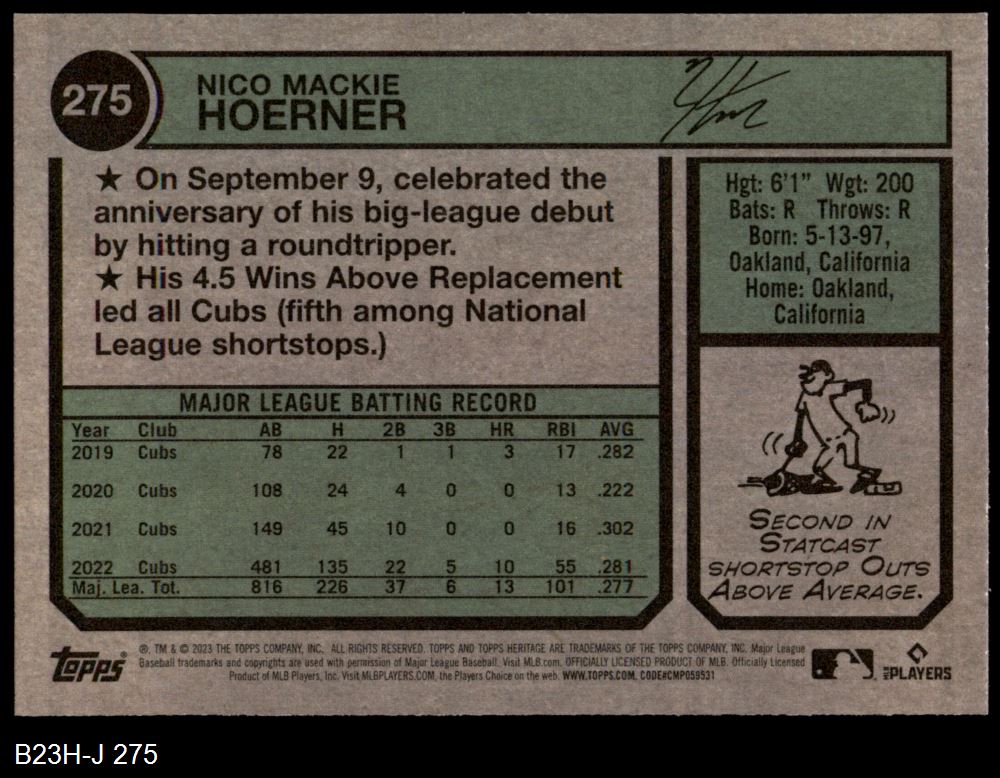 275
NICO MACKIE
HOERNER
★ On September 9, celebrated the
anniversary of his big-league debut
by hitting a roundtripper.
★ His 4.5 Wins Above Replacement
led all Cubs (fifth among National
League shortstops.)
Hgt: 6'1" Wgt: 200
Bats: R Throws: R
Born: 5-13-97,
Oakland, California
Home: Oakland,
California
MAJOR LEAGUE BATTING RECORD
Year Club AB H 2B 3B HR RBI AVG
2019 Cubs 78 22 1 1 3 17 .282
2020 Cubs 108 24 4 0 0 13 .222
2021 Cubs 149 45 10 0 0 16 .302
2022 Cubs 481 135 22 5 10 55 .281
Maj. Lea. Tot. 816 226 37 6 13 101 .277
SECOND IN
STATCAST
SHORTSTOP OUTS
ABOVE AVERAGE.
Topps
®, TM & © 2023 THE TOPPS COMPANY, INC. ALL RIGHTS RESERVED. TOPPS AND TOPPS HERITAGE ARE TRADEMARKS OF THE TOPPS COMPANY, INC. Major League
Baseball trademarks and copyrights are used with permission of Major League Baseball. Visit MLB.com. OFFICIALLY LICENSED PRODUCT OF MLB. Officially Licensed
Product of MLB Players, Inc. Visit MLBPLAYERS.COM, the Players Choice on the web. WWW.TOPPS.COM. CODE#CMP059531
MLB PLAYERS
B23H-J 275